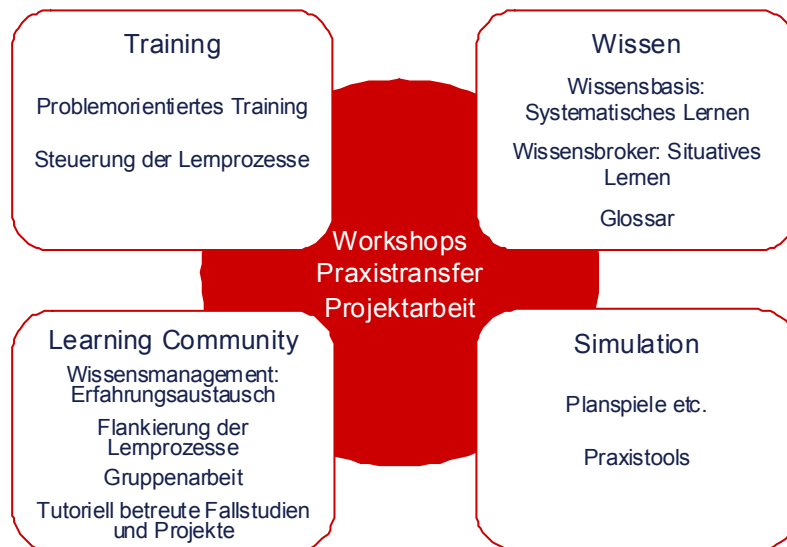 Training
Problemorientiertes Training
Steuerung der Lernprozesse
Wissen
Wissensbasis:
Systematisches Lernen
Wissensbroker: Situatives
Lernen
Glossar
Workshops
Praxistransfer
Projektarbeit
Learning Community
Wissensmanagement:
Erfahrungsaustausch
Flankierung der
Lernprozesse
Gruppenarbeit
Tutoriell betreute Fallstudien
und Projekte
Simulation
Planspiele etc.
Praxistools